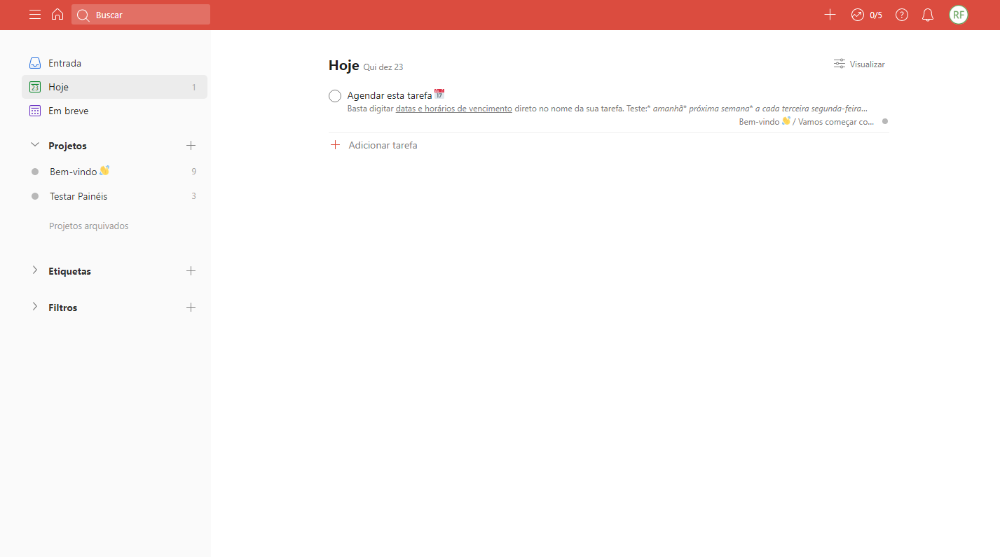 Buscar
0/5
RF
Entrada
23
Hoje
1
Em breve
Projetos
Bem-vindo 👋
9
Testar Painéis
3
Projetos arquivados
Etiquetas
Filtros
Hoje Qui dez 23
Visualizar
Agendar esta tarefa 📅
Basta digitar datas e horários de vencimento direto no nome da sua tarefa. Teste:* amanhã* próxima semana* a cada terceira segunda-feira...
Bem-vindo 👋 / Vamos começar co...
Adicionar tarefa